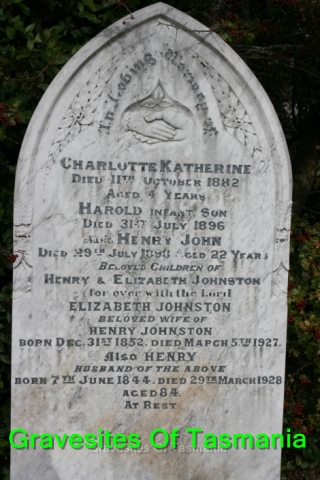 In Loving Memory of
CHARLOTTE KATHERINE
DIED 11TH OCTOBER 1882
AGED 4 YEARS
HAROLD INFANT SON
DIED 31ST JULY 1896
HENRY JOHN
DIED 29TH JULY AGED 22 YEARS
BELOVED CHILDREN OF
HENRY & ELIZABETH JOHNSTON
for ever with the Lord
ELIZABETH JOHNSTON
BELOVED WIFE OF
HENRY JOHNSTON
BORN DEC. 31ST 1852. DIED MARCH 5TH 1927.
ALSO HENRY
HUSBAND OF THE ABOVE
BORN 7TH JUNE 1844. DIED 29TH MARCH 1928
AGED 84.
AT REST
Gravesites Of Tasmania
Gravesites Of Tasmania